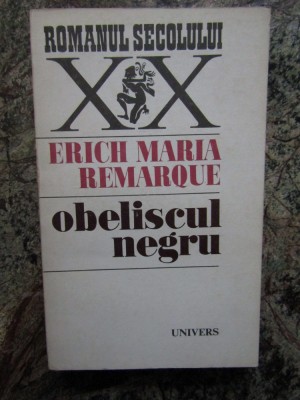 ROMANUL SECOLULUI
XX
ERICH MARIA
REMARQUE
obeliscul
negru
UNIVERS